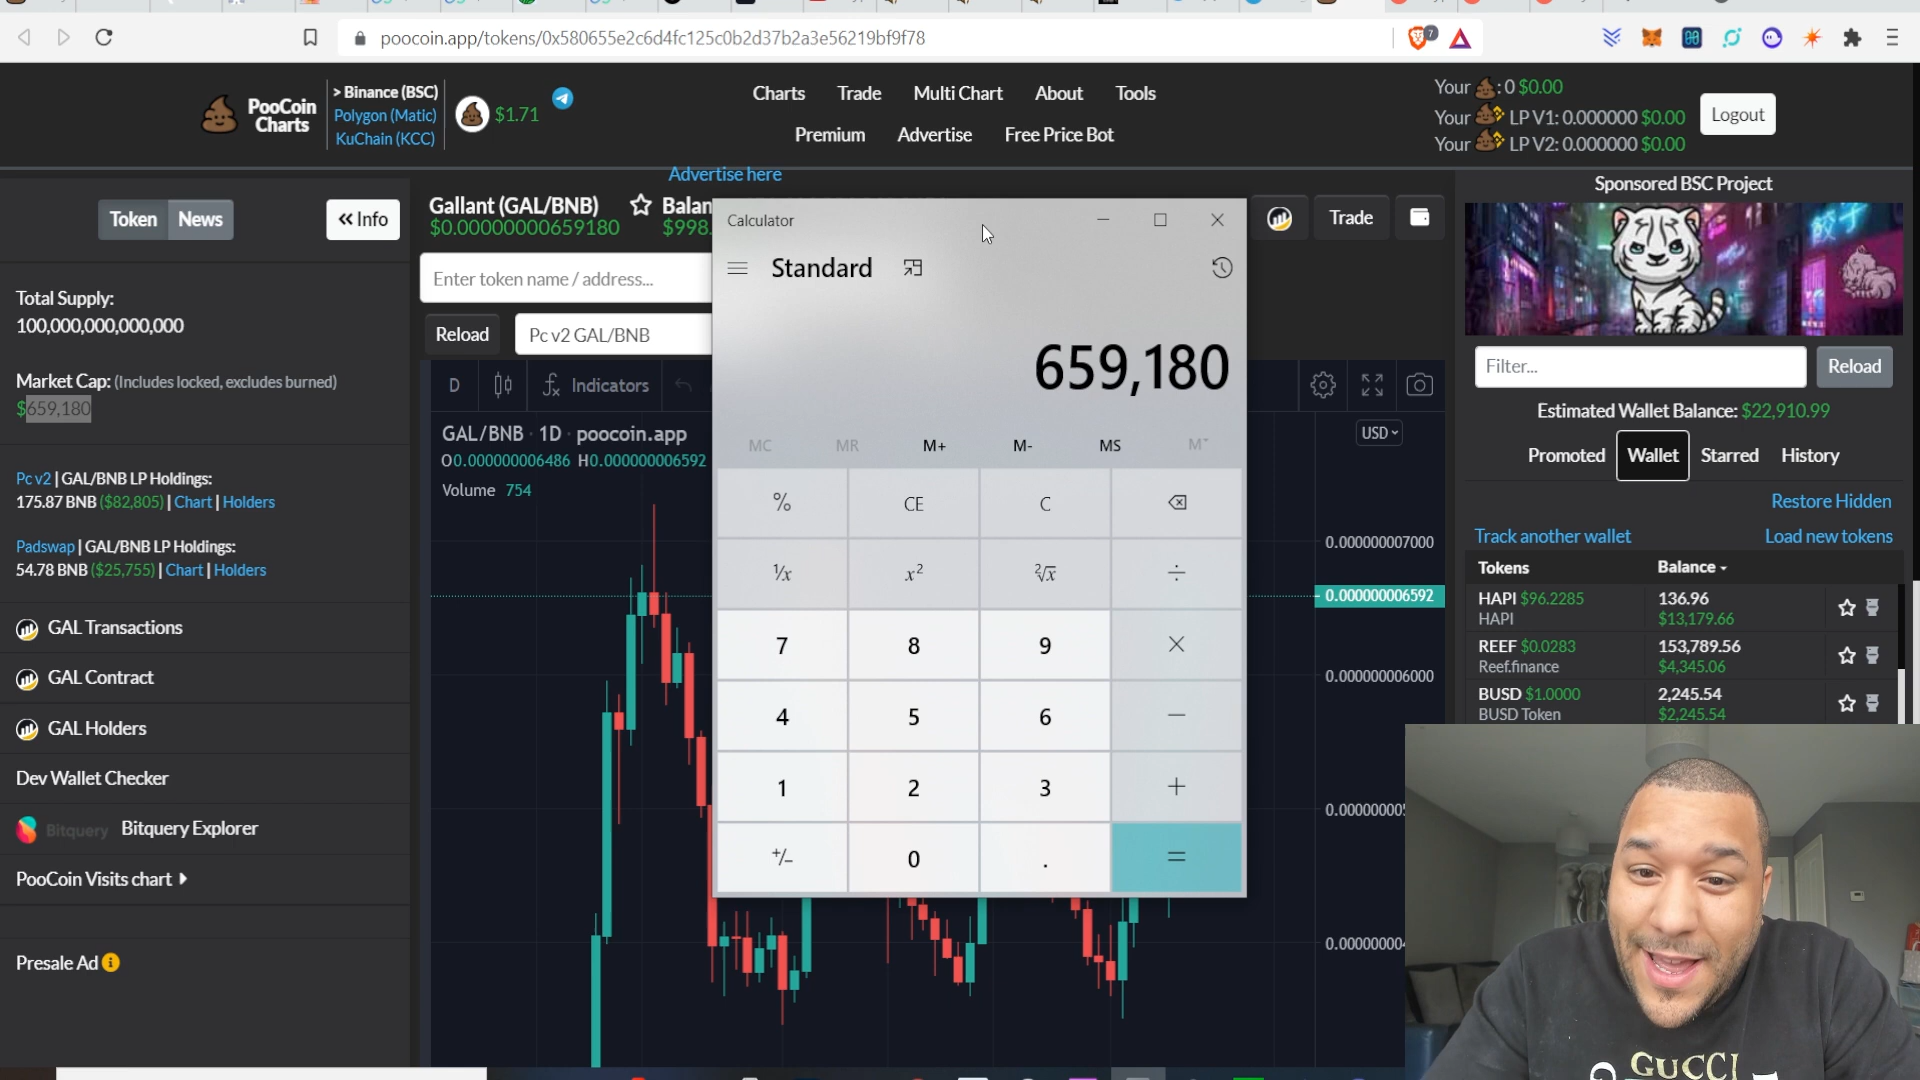 poocoin.app/tokens/0x580655e2c6d4fc125c0b2d37b2a3e56219bf9f78
7
PooCoin
Charts
> Binance (BSC)
Polygon (Matic)
KuChain (KCC)
$1.71
Charts
Trade
Multi Chart
About
Tools
Premium
Advertise
Free Price Bot
Your : 0 $0.00
Your LP V1: 0.000000 $0.00
Your LP V2: 0.000000 $0.00
Logout
Advertise here
Token
News
« Info
Total Supply:
100,000,000,000,000
Market Cap: (Includes locked, excludes burned)
$659,180
Pc v2 | GAL/BNB LP Holdings:
175.87 BNB ($82,805) | Chart | Holders
Padswap | GAL/BNB LP Holdings:
54.78 BNB ($25,755) | Chart | Holders
GAL Transactions
GAL Contract
GAL Holders
Dev Wallet Checker
Bitquery Bitquery Explorer
PooCoin Visits chart
Presale Ad
Gallant (GAL/BNB)
$0.00000000659180
Balan
$998.
Enter token name / address...
Reload
Pc v2 GAL/BNB
Trade
D
Indicators
GAL/BNB · 1D · poocoin.app
O0.000000006486 H0.000000006592
Volume 754
USD
0.000000007000
0.000000006592
0.000000006000
Calculator
Standard
659,180
MC
MR
M+
M-
MS
M
%
CE
C
¹/x
x²
²√x
÷
7
8
9
×
4
5
6
−
1
2
3
+
+/−
0
.
=
Sponsored BSC Project
Filter...
Reload
Estimated Wallet Balance: $22,910.99
Promoted
Wallet
Starred
History
Restore Hidden
Track another wallet
Load new tokens
Tokens
Balance
HAPI $96.2285
HAPI
136.96
$13,179.66
REEF $0.0283
Reef.finance
153,789.56
$4,345.06
BUSD $1.0000
BUSD Token
2,245.54
$2,245.54
GUCCI